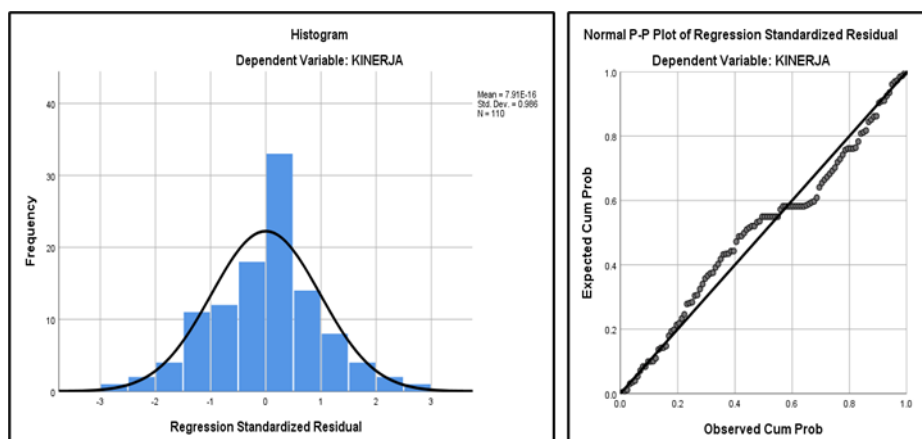 Histogram
Dependent Variable: KINERJA
Mean = 7.91E-16
Std. Dev. = 0.986
N = 110
Frequency
40
30
20
10
0
-3 -2 -1 0 1 2 3
Regression Standardized Residual
Normal P-P Plot of Regression Standardized Residual
Dependent Variable: KINERJA
Expected Cum Prob
1.0
0.8
0.6
0.4
0.2
0.0
0.0 0.2 0.4 0.6 0.8 1.0
Observed Cum Prob